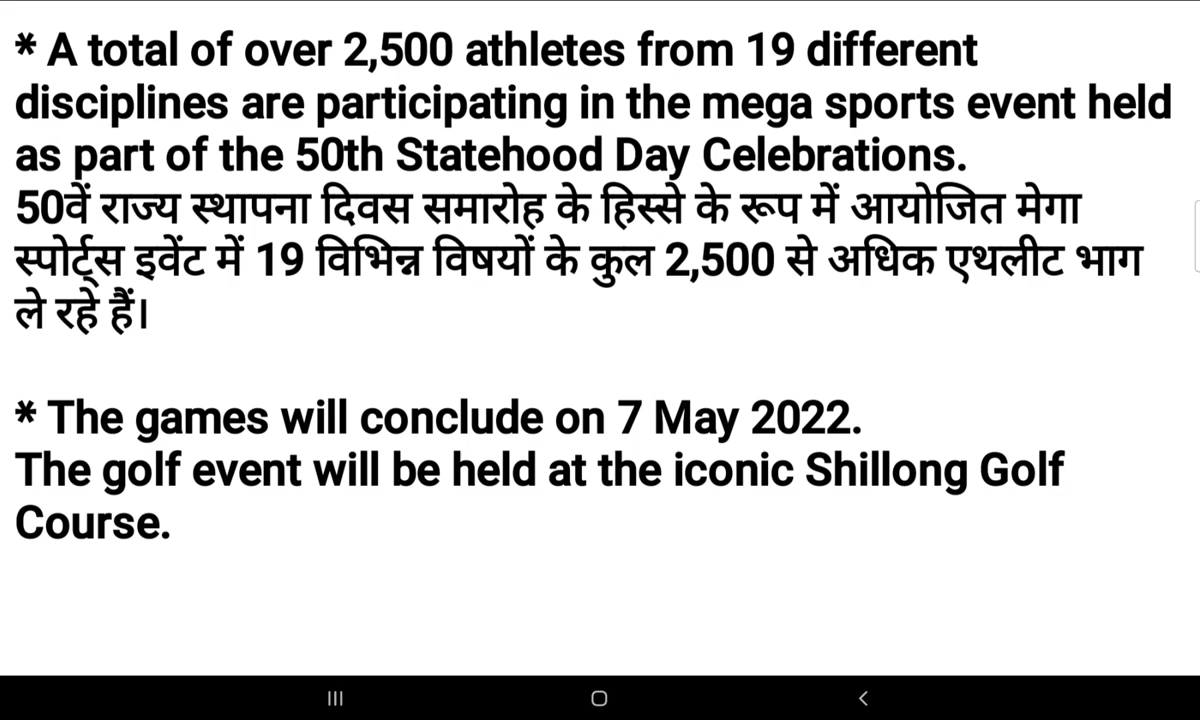 * A total of over 2,500 athletes from 19 different
disciplines are participating in the mega sports event held
as part of the 50th Statehood Day Celebrations.
50वें राज्य स्थापना दिवस समारोह के हिस्से के रूप में आयोजित मेगा
स्पोर्ट्स इवेंट में 19 विभिन्न विषयों के कुल 2,500 से अधिक एथलीट भाग
ले रहे हैं।
* The games will conclude on 7 May 2022.
The golf event will be held at the iconic Shillong Golf
Course.